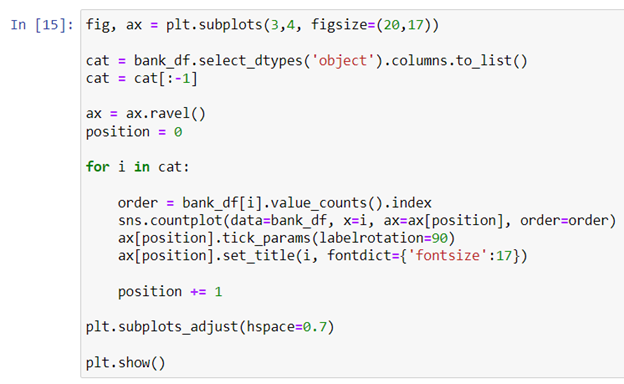 In [15]: fig, ax = plt.subplots(3,4, figsize=(20,17))
cat = bank_df.select_dtypes('object').columns.to_list()
cat = cat[:-1]
ax = ax.ravel()
position = 0
for i in cat:
order = bank_df[i].value_counts().index
sns.countplot(data=bank_df, x=i, ax=ax[position], order=order)
ax[position].tick_params(labelrotation=90)
ax[position].set_title(i, fontdict={'fontsize':17})
position += 1
plt.subplots_adjust(hspace=0.7)
plt.show()